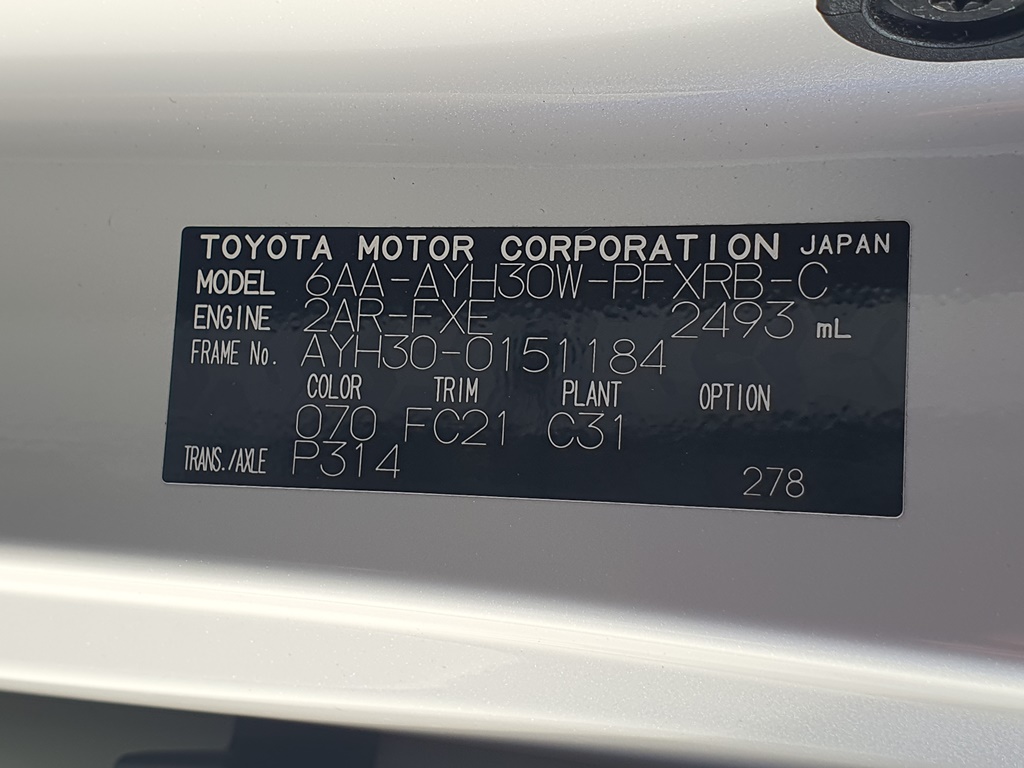 TOYOTA MOTOR CORPORATION JAPAN
MODEL 6AA-AYH30W-PFXRB-C
ENGINE 2AR-FXE 2493 mL
FRAME No. AYH30-0151184
COLOR TRIM PLANT OPTION
070 FC21 C31
TRANS./AXLE P314 278